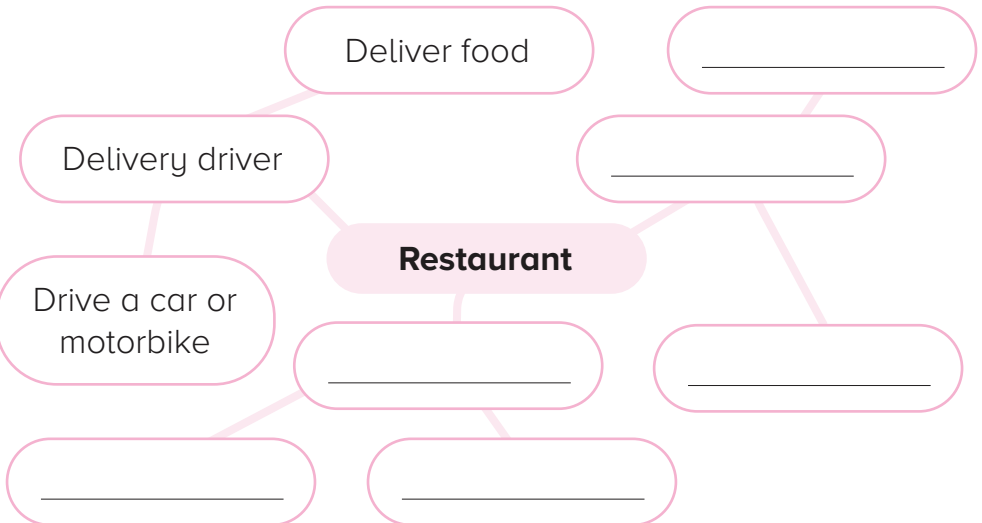 Deliver food
Delivery driver
Restaurant
Drive a car or
motorbike